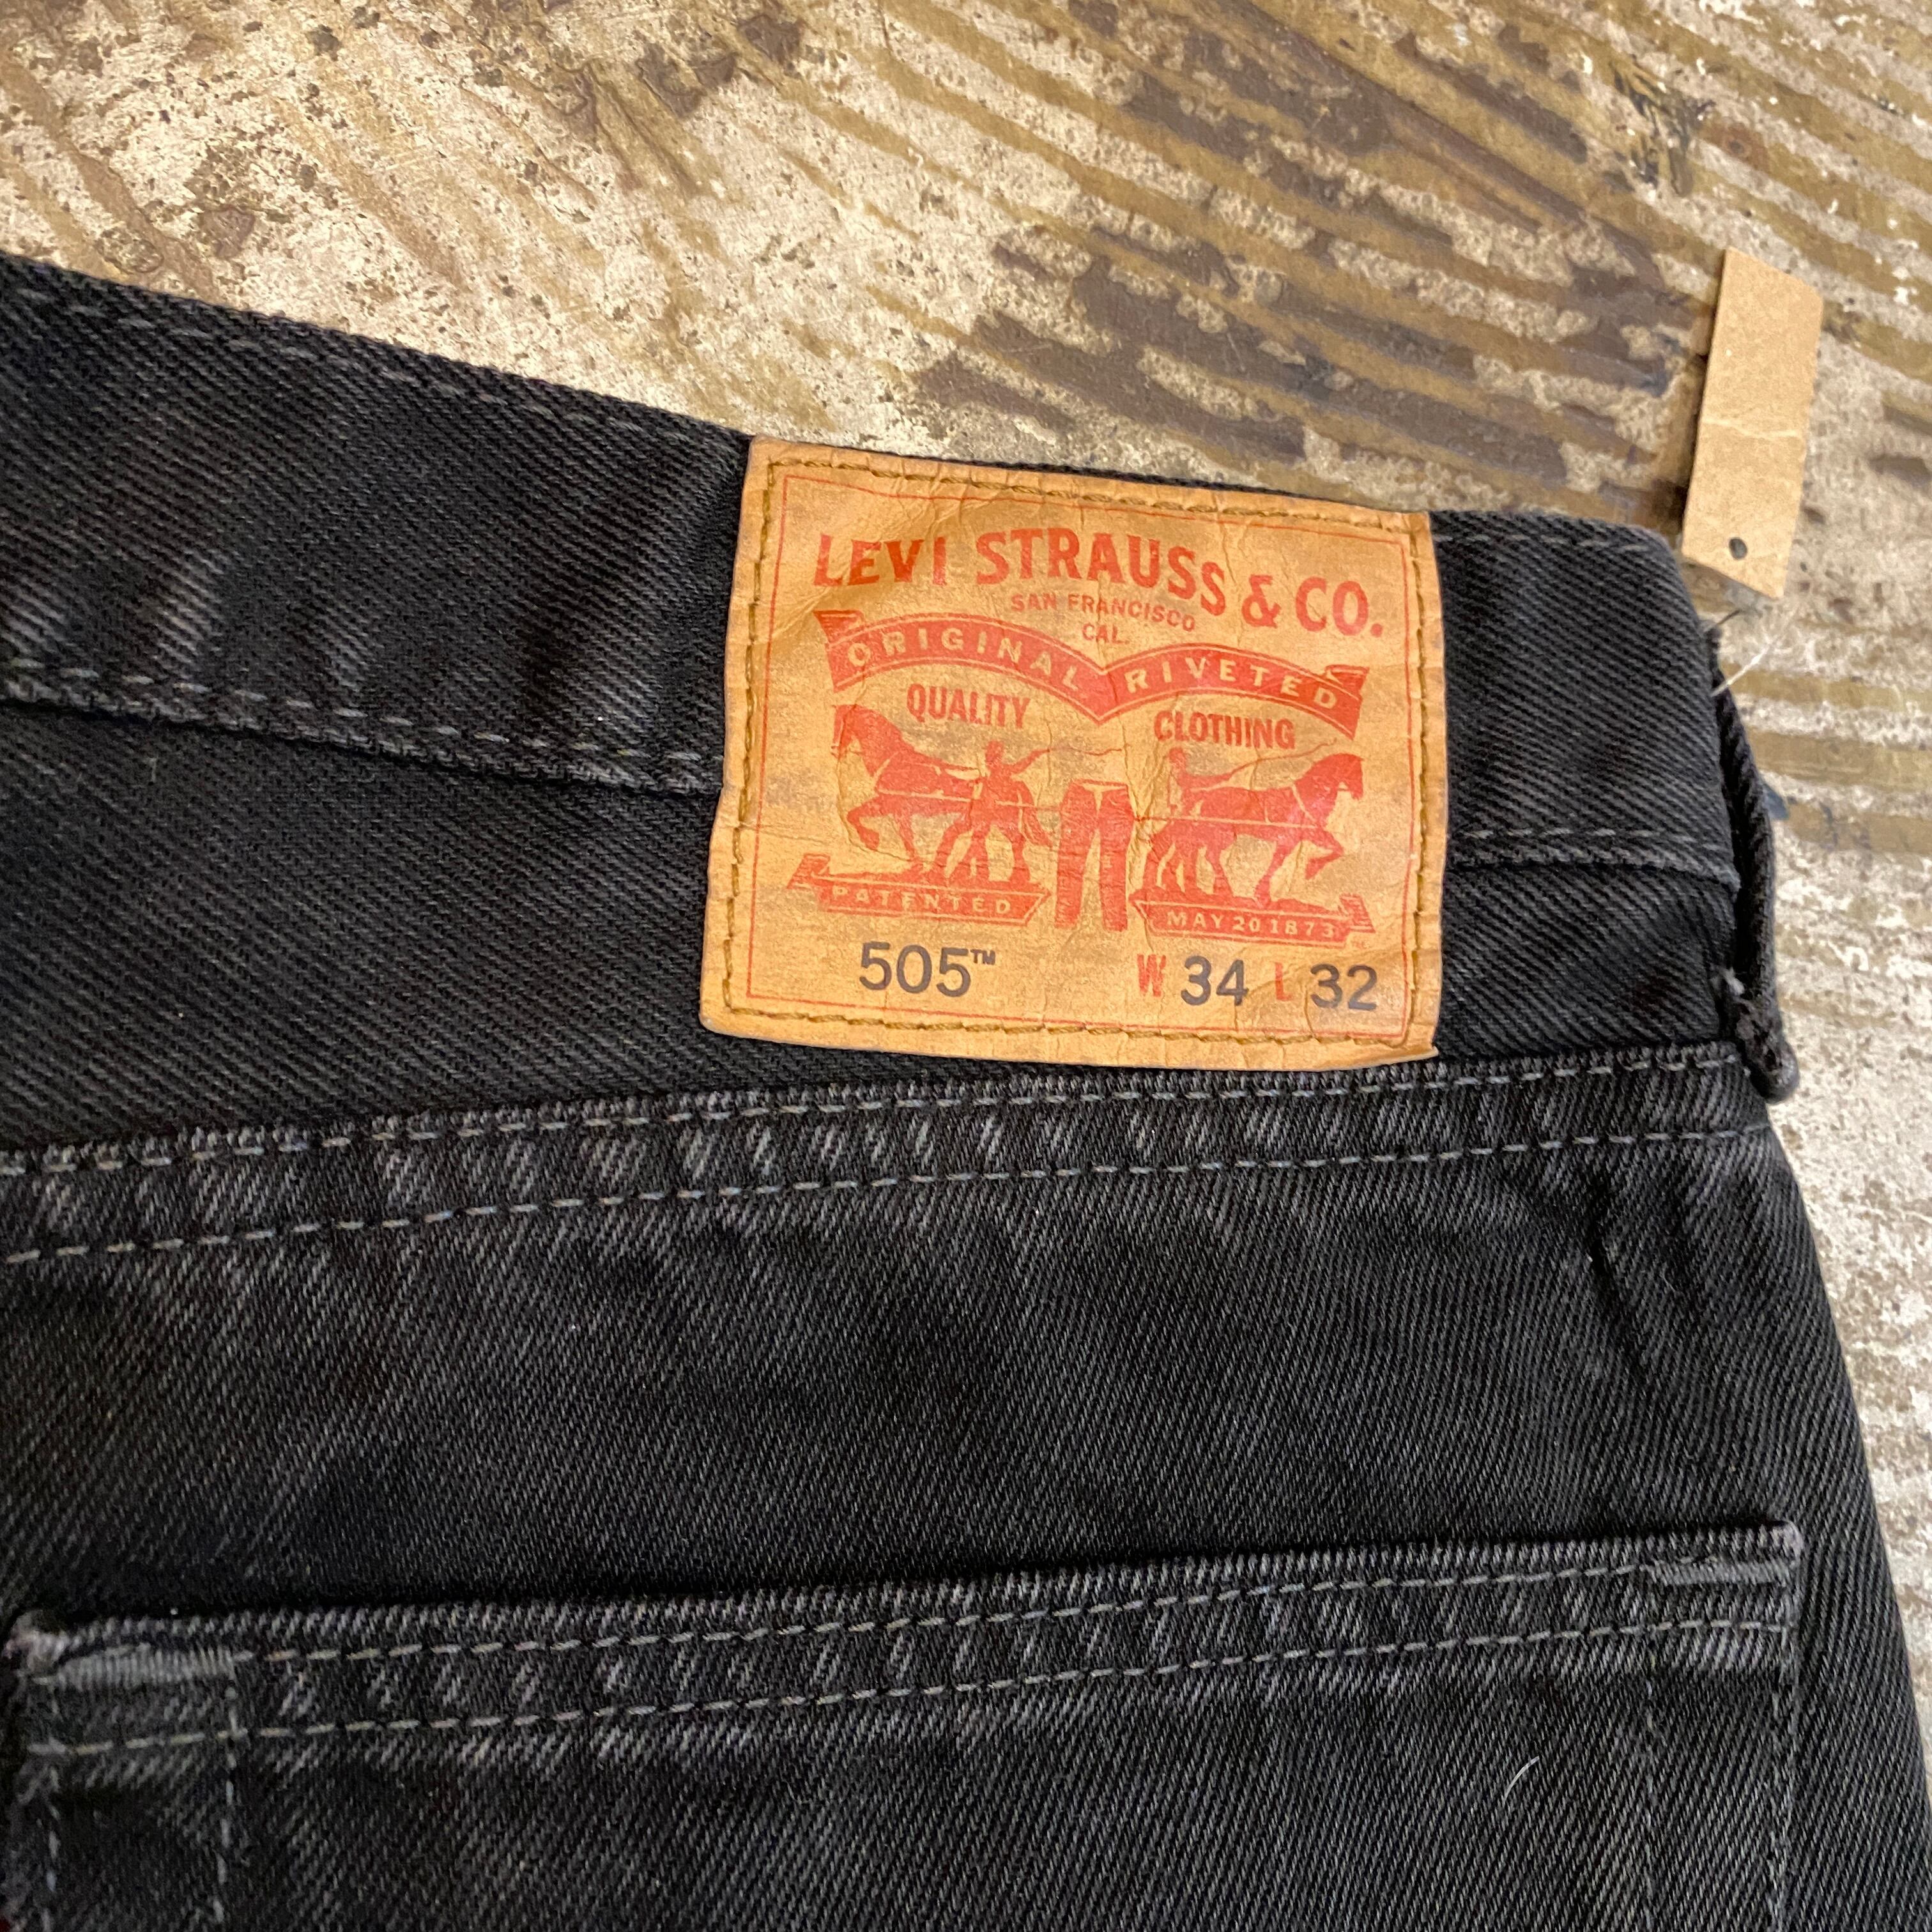 LEVI STRAUSS & CO.
SAN FRANCISCO
CAL.
ORIGINAL RIVETED
QUALITY CLOTHING
PATENTED MAY 20 1873
505™ W 34 L 32